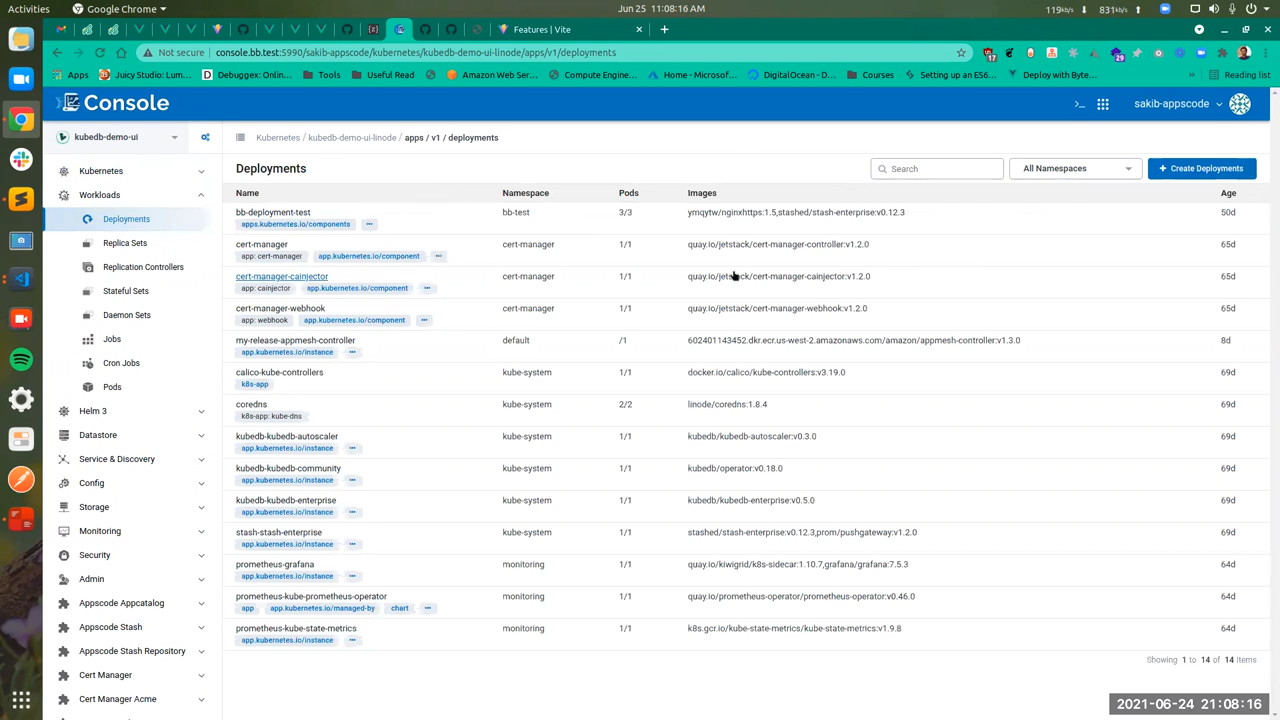 Jun 25 11:08:16 AM
119 kb/s
83%
Features | Vite
Not secure
console.bb.test:5990/sakib-appscode/kubernetes/kubedb-demo-ui-linode/apps/v1/deployments
17
29
Apps
Juicy Studio: Lum...
Debuggex: Onlin...
Tools
Useful Read
Amazon Web Ser...
Compute Engine...
Home - Microsof...
DigitalOcean - D...
Courses
Setting up an ES6...
Deploy with Byte...
»
Reading list
Console
sakib-appscode
kubedb-demo-ui
Kubernetes / kubedb-demo-ui-linode / apps / v1 / deployments
Kubernetes
Workloads
Deployments
Replica Sets
Replication Controllers
Stateful Sets
Daemon Sets
Jobs
Cron Jobs
Pods
Helm 3
Datastore
Service & Discovery
Config
Storage
Monitoring
Security
Admin
Appscode Appcatalog
Appscode Stash
Appscode Stash Repository
Cert Manager
Cert Manager Acme
Deployments
Search
All Namespaces
+ Create Deployments
Name Namespace Pods Images Age
bb-deployment-test bb-test 3/3 ymqytw/nginxhttps:1.5,stashed/stash-enterprise:v0.12.3 50d
apps.kubernetes.io/components ···
cert-manager cert-manager 1/1 quay.io/jetstack/cert-manager-controller:v1.2.0 65d
app: cert-manager app.kubernetes.io/component ···
cert-manager-cainjector cert-manager 1/1 quay.io/jetstack/cert-manager-cainjector:v1.2.0 65d
app: cainjector app.kubernetes.io/component ···
cert-manager-webhook cert-manager 1/1 quay.io/jetstack/cert-manager-webhook:v1.2.0 65d
app: webhook app.kubernetes.io/component ···
my-release-appmesh-controller default /1 602401143452.dkr.ecr.us-west-2.amazonaws.com/amazon/appmesh-controller:v1.3.0 8d
app.kubernetes.io/instance ···
calico-kube-controllers kube-system 1/1 docker.io/calico/kube-controllers:v3.19.0 69d
k8s-app
coredns kube-system 2/2 linode/coredns:1.8.4 69d
k8s-app: kube-dns
kubedb-kubedb-autoscaler kube-system 1/1 kubedb/kubedb-autoscaler:v0.3.0 69d
app.kubernetes.io/instance ···
kubedb-kubedb-community kube-system 1/1 kubedb/operator:v0.18.0 69d
app.kubernetes.io/instance ···
kubedb-kubedb-enterprise kube-system 1/1 kubedb/kubedb-enterprise:v0.5.0 69d
app.kubernetes.io/instance ···
stash-stash-enterprise kube-system 1/1 stashed/stash-enterprise:v0.12.3,prom/pushgateway:v1.2.0 69d
app.kubernetes.io/instance ···
prometheus-grafana monitoring 1/1 quay.io/kiwigrid/k8s-sidecar:1.10.7,grafana/grafana:7.5.3 64d
app.kubernetes.io/instance ···
prometheus-kube-prometheus-operator monitoring 1/1 quay.io/prometheus-operator/prometheus-operator:v0.46.0 64d
app app.kubernetes.io/managed-by chart ···
prometheus-kube-state-metrics monitoring 1/1 k8s.gcr.io/kube-state-metrics/kube-state-metrics:v1.9.8 64d
app.kubernetes.io/instance ···
Showing 1 to 14 of 14 Items
2021-06-24 21:08:16